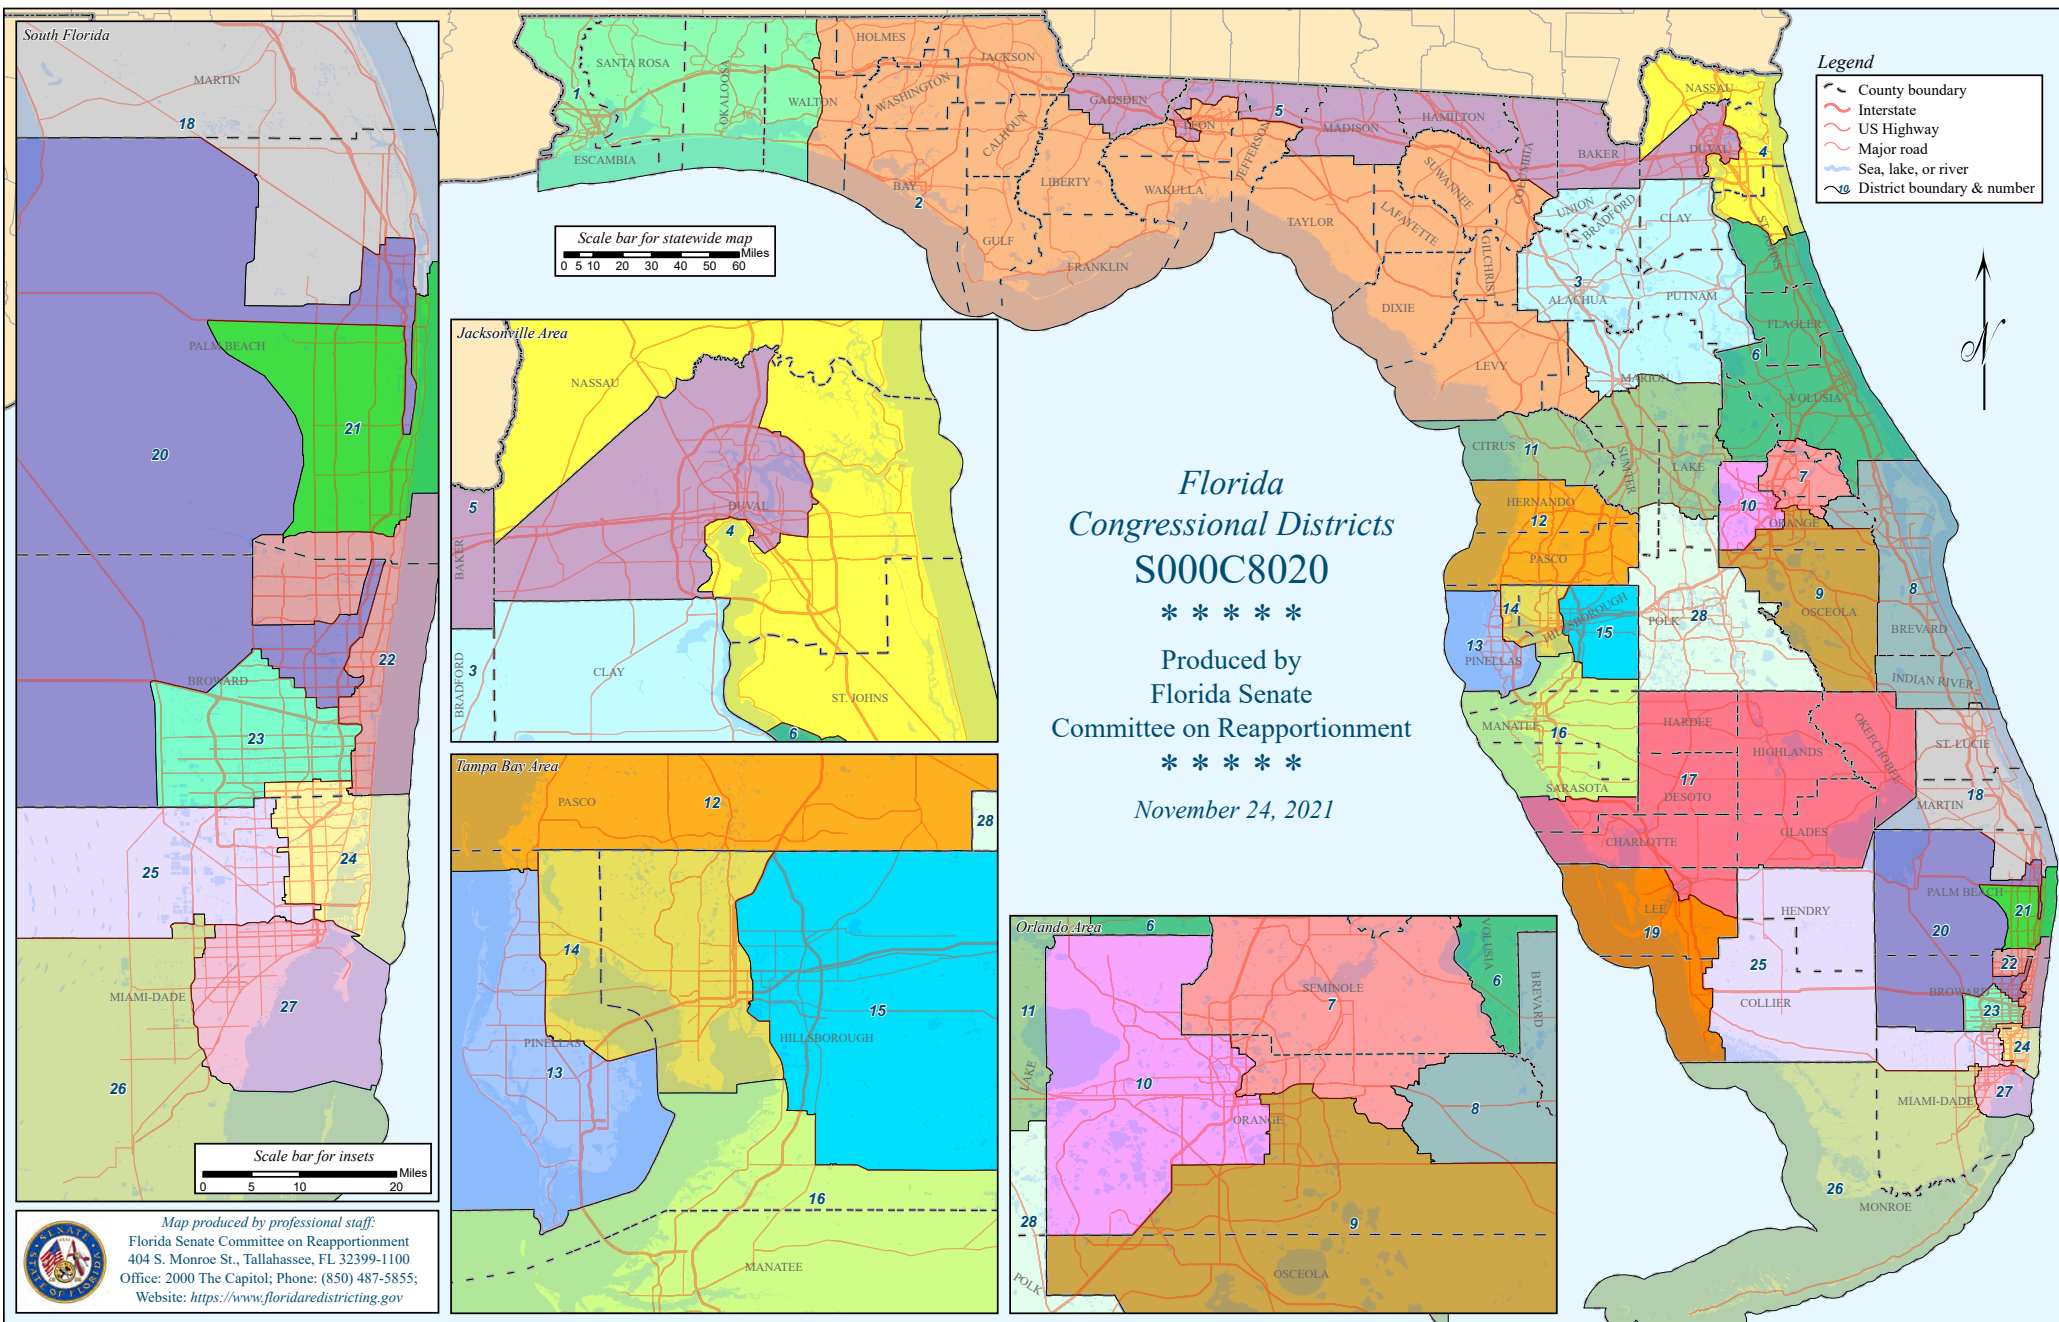 South Florida
MARTIN
18
PALM BEACH
20
21
22
BROWARD
23
25
24
MIAMI-DADE
27
26
Scale bar for insets
Miles
0 5 10 20
Map produced by professional staff:
Florida Senate Committee on Reapportionment
404 S. Monroe St., Tallahassee, FL 32399-1100
Office: 2000 The Capitol; Phone: (850) 487-5855;
Website: https://www.floridaredistricting.gov
SENATE
STATE OF FLORIDA
Scale bar for statewide map
Miles
0 5 10 20 30 40 50 60
Jacksonville Area
NASSAU
5
DUVAL
4
BAKER
3
BRADFORD
CLAY
ST. JOHNS
6
Tampa Bay Area
PASCO
12
28
14
15
PINELLAS
HILLSBOROUGH
13
16
MANATEE
Orlando Area
6
VOLUSIA
SEMINOLE
7
6
BREVARD
11
LAKE
10
8
ORANGE
28
9
POLK
OSCEOLA
Florida
Congressional Districts
S000C8020
* * * * *
Produced by
Florida Senate
Committee on Reapportionment
* * * * *
November 24, 2021
Legend
County boundary
Interstate
US Highway
Major road
Sea, lake, or river
10 District boundary & number
N
1
SANTA ROSA
OKALOOSA
WALTON
ESCAMBIA
HOLMES
JACKSON
WASHINGTON
CALHOUN
BAY
2
GULF
LIBERTY
FRANKLIN
GADSDEN
LEON
WAKULLA
JEFFERSON
5
MADISON
HAMILTON
TAYLOR
SUWANNEE
LAFAYETTE
COLUMBIA
BAKER
NASSAU
DUVAL
4
UNION
BRADFORD
CLAY
ST. JOHNS
GILCHRIST
DIXIE
3
ALACHUA
PUTNAM
FLAGLER
LEVY
MARION
6
VOLUSIA
CITRUS
11
SUMTER
LAKE
7
10
HERNANDO
12
ORANGE
PASCO
14
HILLSBOROUGH
15
POLK
28
9
OSCEOLA
8
BREVARD
13
PINELLAS
INDIAN RIVER
MANATEE
16
HARDEE
HIGHLANDS
OKEECHOBEE
ST. LUCIE
SARASOTA
17
DESOTO
18
MARTIN
CHARLOTTE
GLADES
LEE
19
HENDRY
PALM BEACH
21
20
25
22
COLLIER
BROWARD
23
24
MIAMI-DADE
27
26
MONROE